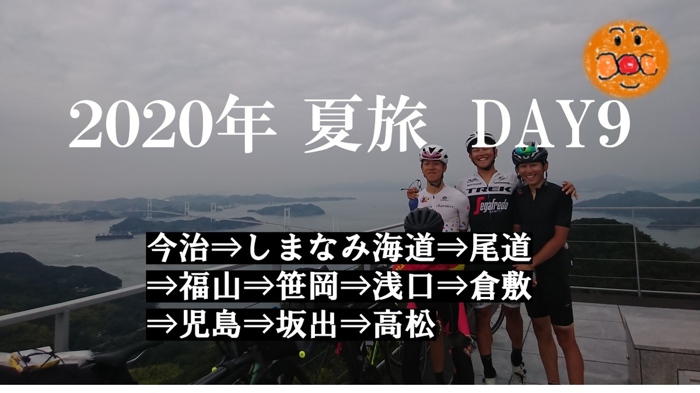 2020年 夏旅 DAY9
TREK
Segafredo
今治⇒しまなみ海道⇒尾道
⇒福山⇒笹岡⇒浅口⇒倉敷
⇒児島⇒坂出⇒高松